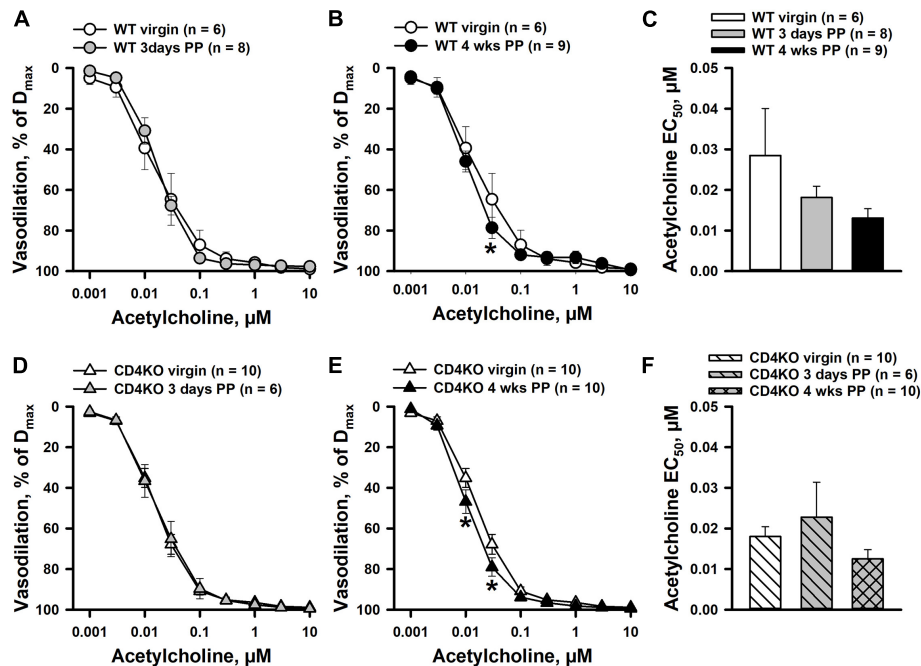 A
WT virgin (n = 6)
WT 3days PP (n = 8)
Vasodilation, % of Dmax
0
20
40
60
80
100
0.001 0.01 0.1 1 10
Acetylcholine, µM
B
WT virgin (n = 6)
WT 4 wks PP (n = 9)
Vasodilation, % of Dmax
0
20
40
60
80
100
*
0.001 0.01 0.1 1 10
Acetylcholine, µM
C
WT virgin (n = 6)
WT 3 days PP (n = 8)
WT 4 wks PP (n = 9)
Acetylcholine EC50, µM
0.05
0.04
0.03
0.02
0.01
0.00
D
CD4KO virgin (n = 10)
CD4KO 3 days PP (n = 6)
Vasodilation, % of Dmax
0
20
40
60
80
100
0.001 0.01 0.1 1 10
Acetylcholine, µM
E
CD4KO virgin (n = 10)
CD4KO 4 wks PP (n = 10)
Vasodilation, % of Dmax
0
20
40
60
80
100
*
*
0.001 0.01 0.1 1 10
Acetylcholine, µM
F
CD4KO virgin (n = 10)
CD4KO 3 days PP (n = 6)
CD4KO 4 wks PP (n = 10)
Acetylcholine EC50, µM
0.05
0.04
0.03
0.02
0.01
0.00